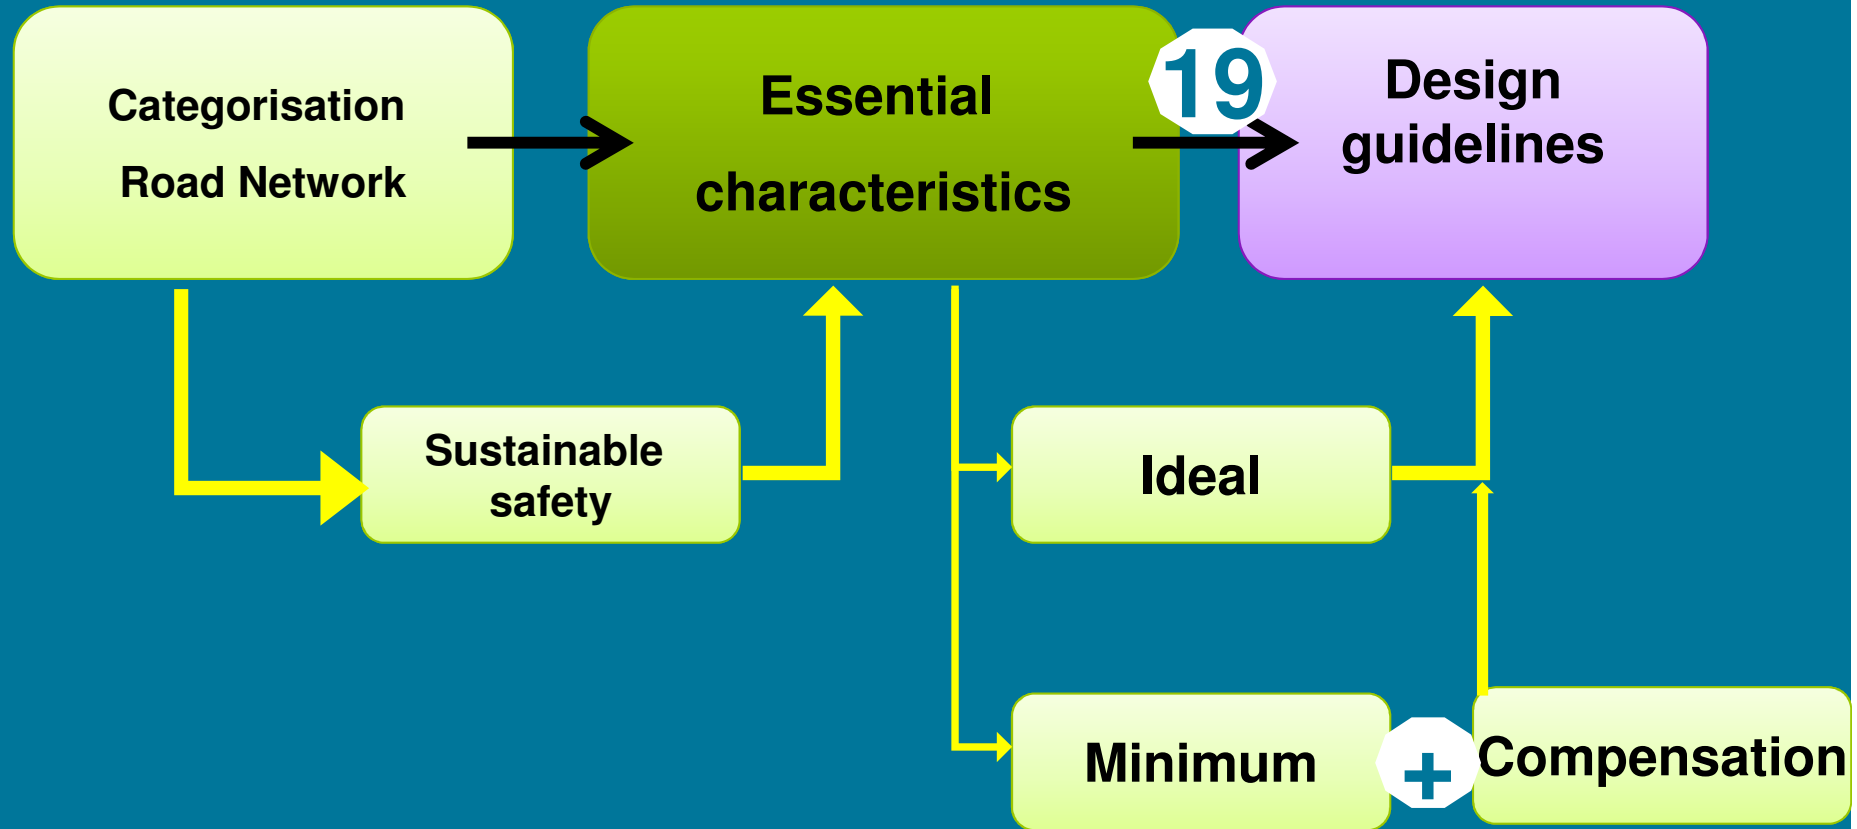 Categorisation
Road Network
Essential
characteristics
19
Design
guidelines
Sustainable
safety
Ideal
Minimum
+
Compensation